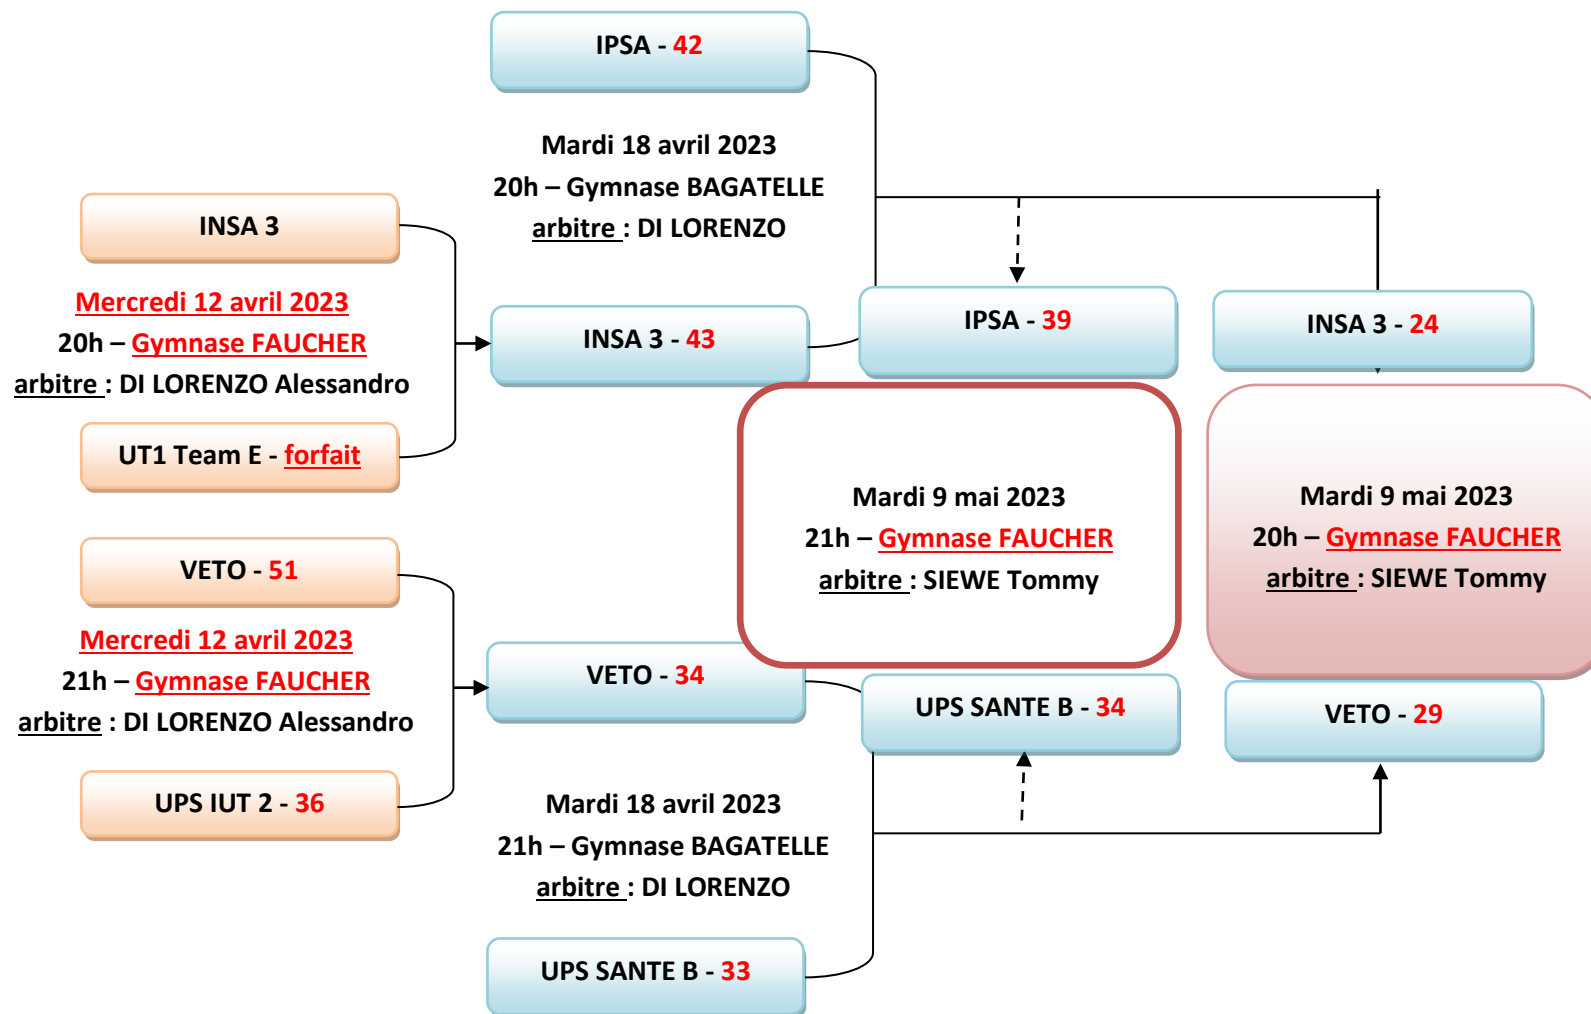 INSA 3
Mercredi 12 avril 2023
20h – Gymnase FAUCHER
arbitre : DI LORENZO Alessandro
UT1 Team E - forfait
VETO - 51
Mercredi 12 avril 2023
21h – Gymnase FAUCHER
arbitre : DI LORENZO Alessandro
UPS IUT 2 - 36
IPSA - 42
Mardi 18 avril 2023
20h – Gymnase BAGATELLE
arbitre : DI LORENZO
INSA 3 - 43
VETO - 34
Mardi 18 avril 2023
21h – Gymnase BAGATELLE
arbitre : DI LORENZO
UPS SANTE B - 33
IPSA - 39
Mardi 9 mai 2023
21h – Gymnase FAUCHER
arbitre : SIEWE Tommy
UPS SANTE B - 34
INSA 3 - 24
Mardi 9 mai 2023
20h – Gymnase FAUCHER
arbitre : SIEWE Tommy
VETO - 29